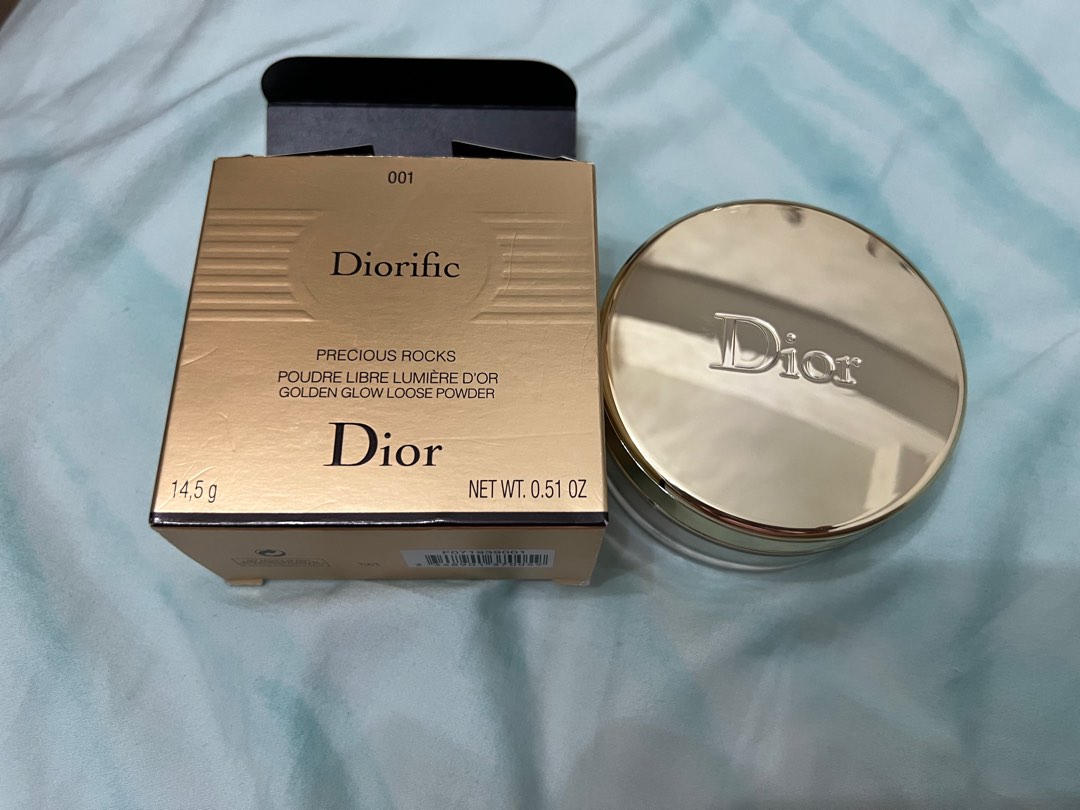 001
Diorific
PRECIOUS ROCKS
POUDRE LIBRE LUMIÈRE D'OR
GOLDEN GLOW LOOSE POWDER
Dior
14,5 g
NET WT. 0.51 OZ
Dior
F071839001